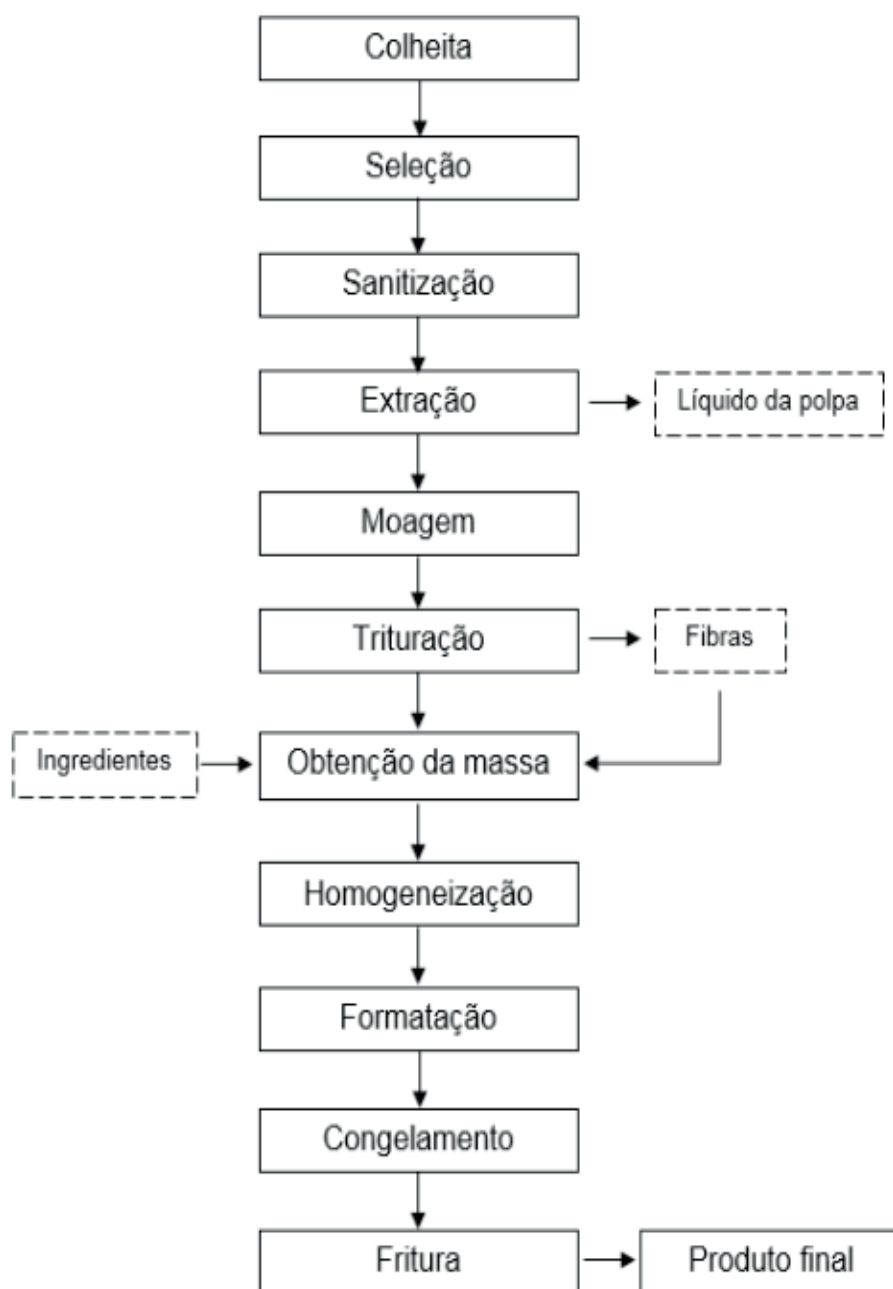 Colheita
Seleção
Sanitização
Extração
Líquido da polpa
Moagem
Trituração
Fibras
Ingredientes
Obtenção da massa
Homogeneização
Formatação
Congelamento
Fritura
Produto final